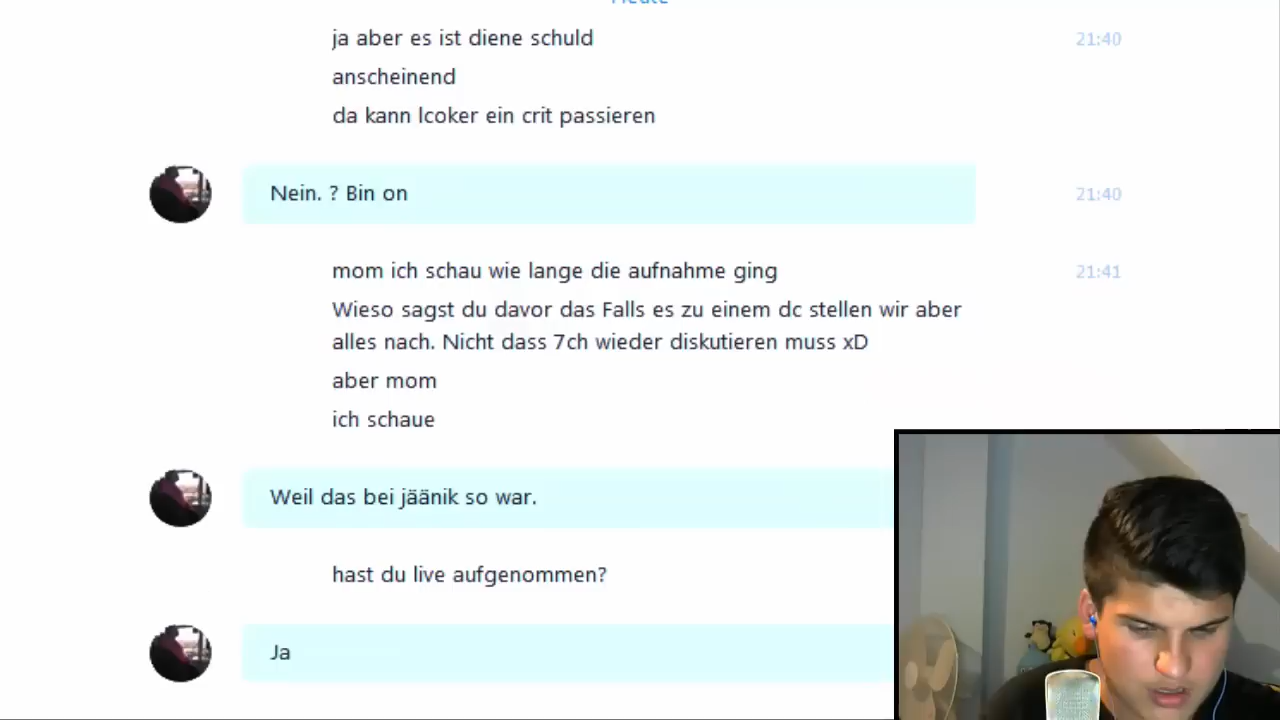 Heute
ja aber es ist diene schuld 21:40
anscheinend
da kann lcoker ein crit passieren
Nein. ? Bin on 21:40
mom ich schau wie lange die aufnahme ging 21:41
Wieso sagst du davor das Falls es zu einem dc stellen wir aber
alles nach. Nicht dass 7ch wieder diskutieren muss xD
aber mom
ich schaue
Weil das bei jäänik so war.
hast du live aufgenommen?
Ja